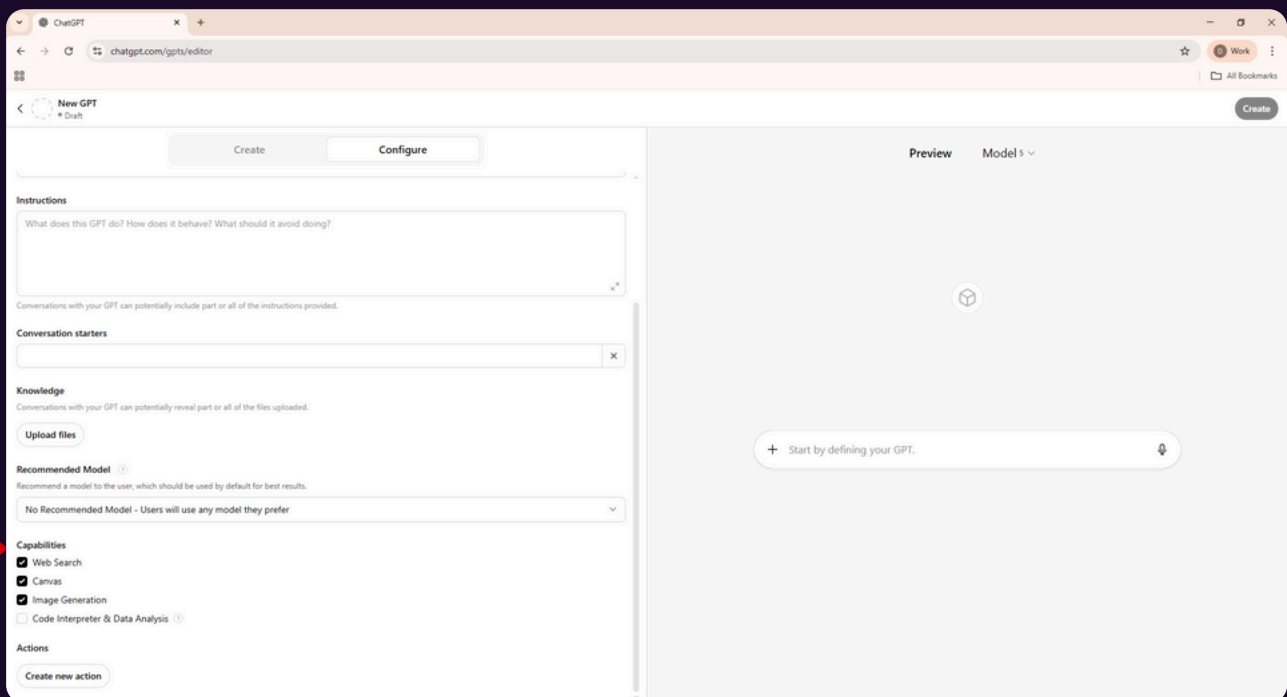 ChatGPT
chatgpt.com/gpts/editor
Work
All Bookmarks
New GPT
Draft
Create
Create
Configure
Preview
Model 5
Instructions
What does this GPT do? How does it behave? What should it avoid doing?
Conversations with your GPT can potentially include part or all of the instructions provided.
Conversation starters
Knowledge
Conversations with your GPT can potentially reveal part or all of the files uploaded.
Upload files
Start by defining your GPT.
Recommended Model
Recommend a model to the user, which should be used by default for best results.
No Recommended Model - Users will use any model they prefer
Capabilities
Web Search
Canvas
Image Generation
Code Interpreter & Data Analysis
Actions
Create new action